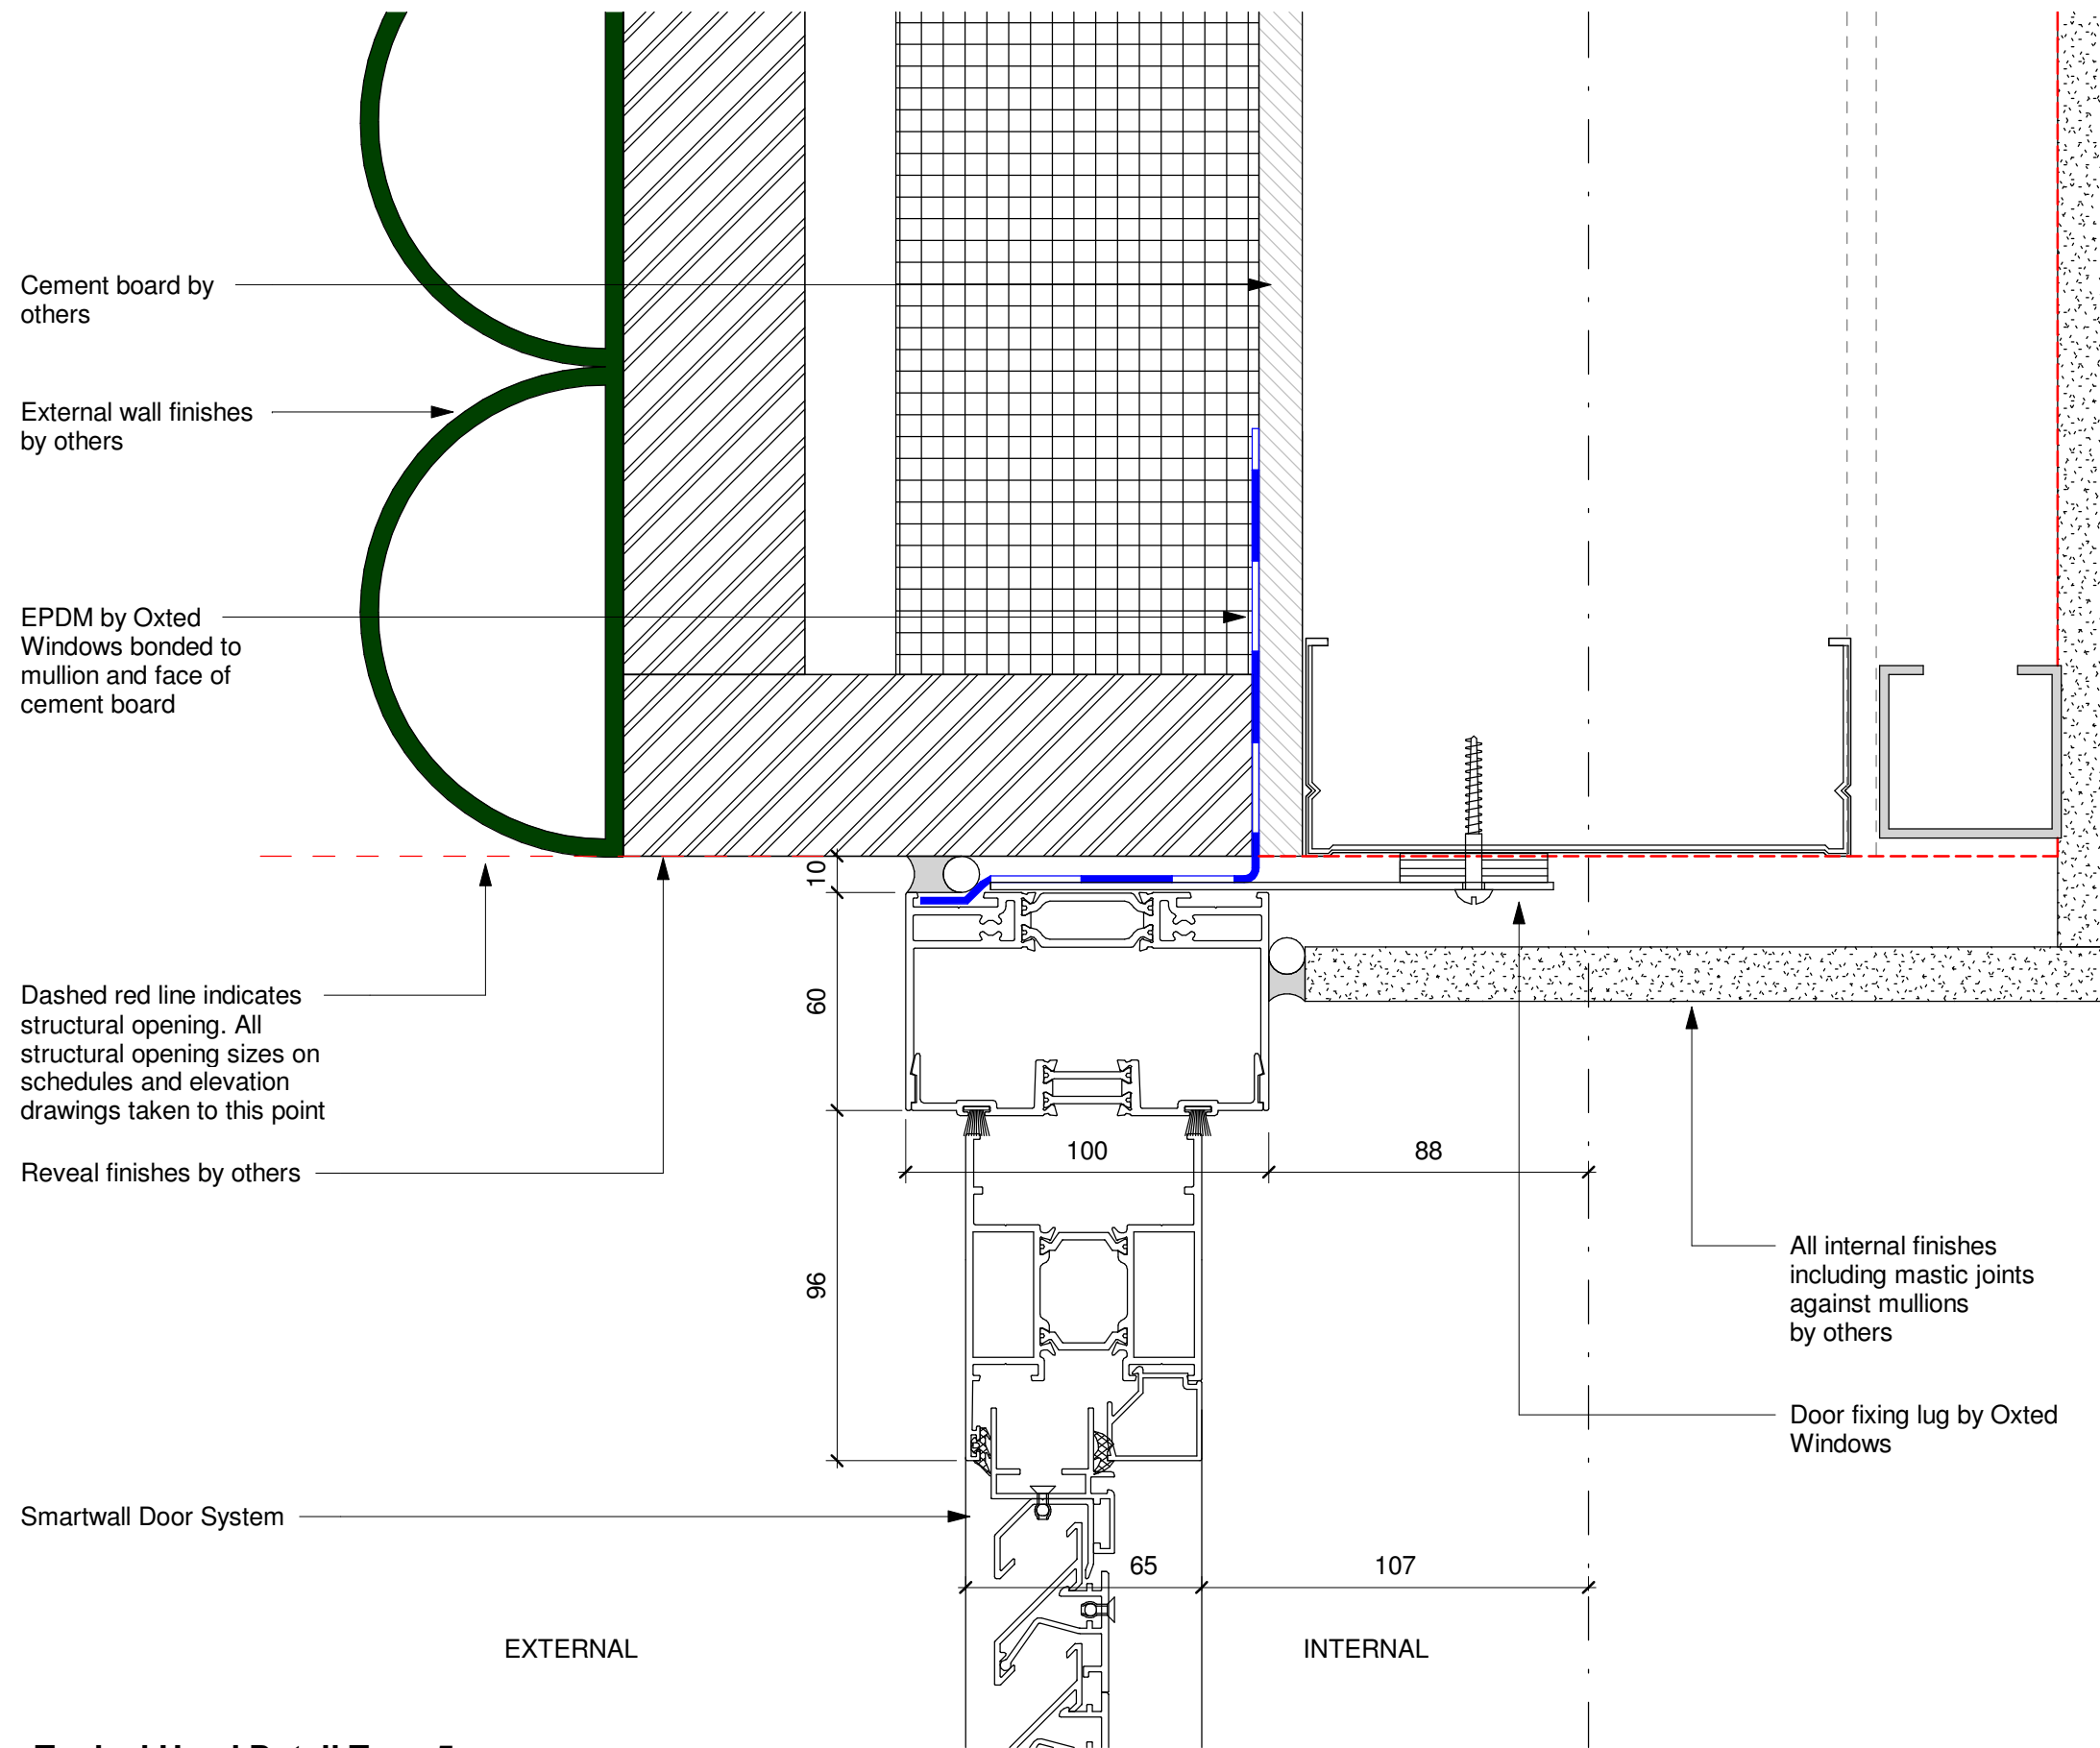 Cement board by
others
External wall finishes
by others
EPDM by Oxted
Windows bonded to
mullion and face of
cement board
10
60
Dashed red line indicates
structural opening. All
structural opening sizes on
schedules and elevation
drawings taken to this point
Reveal finishes by others
100
88
96
All internal finishes
including mastic joints
against mullions
by others
Door fixing lug by Oxted
Windows
Smartwall Door System
65
107
EXTERNAL
INTERNAL